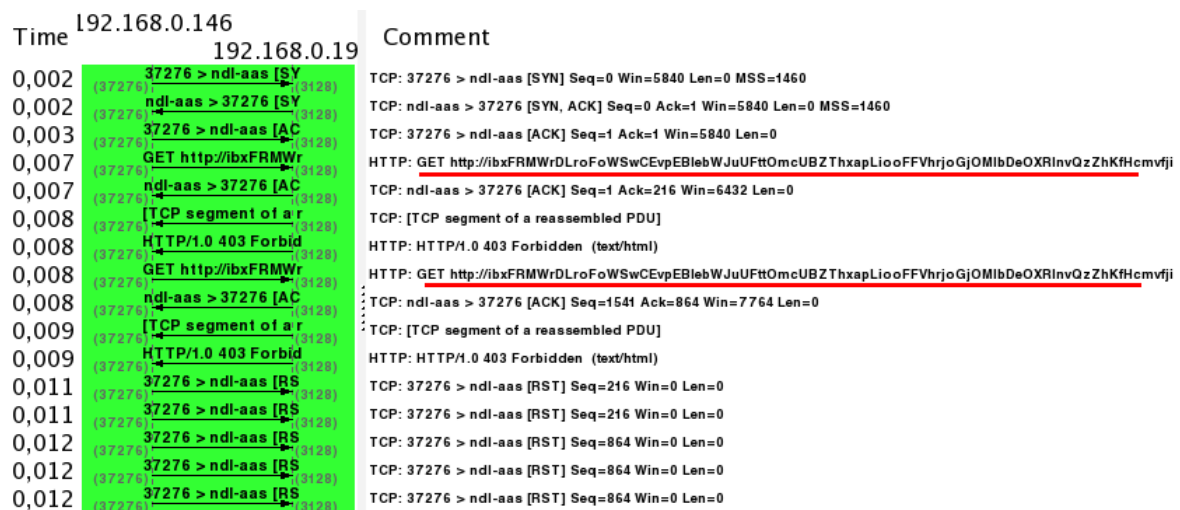 192.168.0.146
Time
192.168.0.19
Comment
0,002
37276 > ndl-aas [SY
(37276)
(3128)
TCP: 37276 > ndl-aas [SYN] Seq=0 Win=5840 Len=0 MSS=1460
0,002
ndl-aas > 37276 [SY
(37276)
(3128)
TCP: ndl-aas > 37276 [SYN, ACK] Seq=0 Ack=1 Win=5840 Len=0 MSS=1460
0,003
37276 > ndl-aas [AC
(37276)
(3128)
TCP: 37276 > ndl-aas [ACK] Seq=1 Ack=1 Win=5840 Len=0
0,007
GET http://ibxFRMWr
(37276)
(3128)
HTTP: GET http://ibxFRMWrDLroFoWSwCEvpEBlebWJuUFttOmcUBZThxapLiooFFVhrjoGjOMIbDeOXRInvQzZhKfHcmvfji
0,007
ndl-aas > 37276 [AC
(37276)
(3128)
TCP: ndl-aas > 37276 [ACK] Seq=1 Ack=216 Win=6432 Len=0
0,008
[TCP segment of a r
(37276)
(3128)
TCP: [TCP segment of a reassembled PDU]
0,008
HTTP/1.0 403 Forbid
(37276)
(3128)
HTTP: HTTP/1.0 403 Forbidden (text/html)
0,008
GET http://ibxFRMWr
(37276)
(3128)
HTTP: GET http://ibxFRMWrDLroFoWSwCEvpEBlebWJuUFttOmcUBZThxapLiooFFVhrjoGjOMIbDeOXRInvQzZhKfHcmvfji
0,008
ndl-aas > 37276 [AC
(37276)
(3128)
TCP: ndl-aas > 37276 [ACK] Seq=1541 Ack=864 Win=7764 Len=0
0,009
[TCP segment of a r
(37276)
(3128)
TCP: [TCP segment of a reassembled PDU]
0,009
HTTP/1.0 403 Forbid
(37276)
(3128)
HTTP: HTTP/1.0 403 Forbidden (text/html)
0,011
37276 > ndl-aas [RS
(37276)
(3128)
TCP: 37276 > ndl-aas [RST] Seq=216 Win=0 Len=0
0,011
37276 > ndl-aas [RS
(37276)
(3128)
TCP: 37276 > ndl-aas [RST] Seq=216 Win=0 Len=0
0,012
37276 > ndl-aas [RS
(37276)
(3128)
TCP: 37276 > ndl-aas [RST] Seq=864 Win=0 Len=0
0,012
37276 > ndl-aas [RS
(37276)
(3128)
TCP: 37276 > ndl-aas [RST] Seq=864 Win=0 Len=0
0,012
37276 > ndl-aas [RS
(37276)
(3128)
TCP: 37276 > ndl-aas [RST] Seq=864 Win=0 Len=0